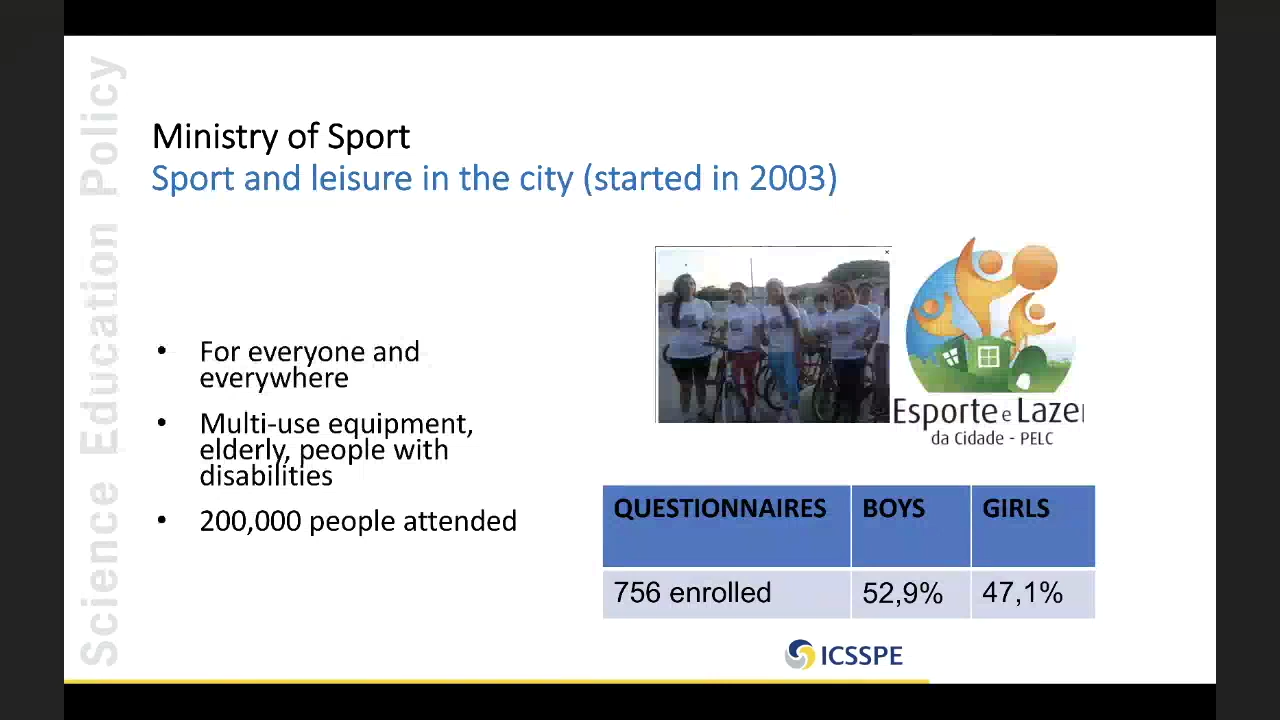 Science Education Policy
Ministry of Sport
Sport and leisure in the city (started in 2003)
• For everyone and
everywhere
• Multi-use equipment,
elderly, people with
disabilities
• 200,000 people attended
Esporte e Lazer
da Cidade - PELC
QUESTIONNAIRES BOYS GIRLS
756 enrolled 52,9% 47,1%
ICSSPE